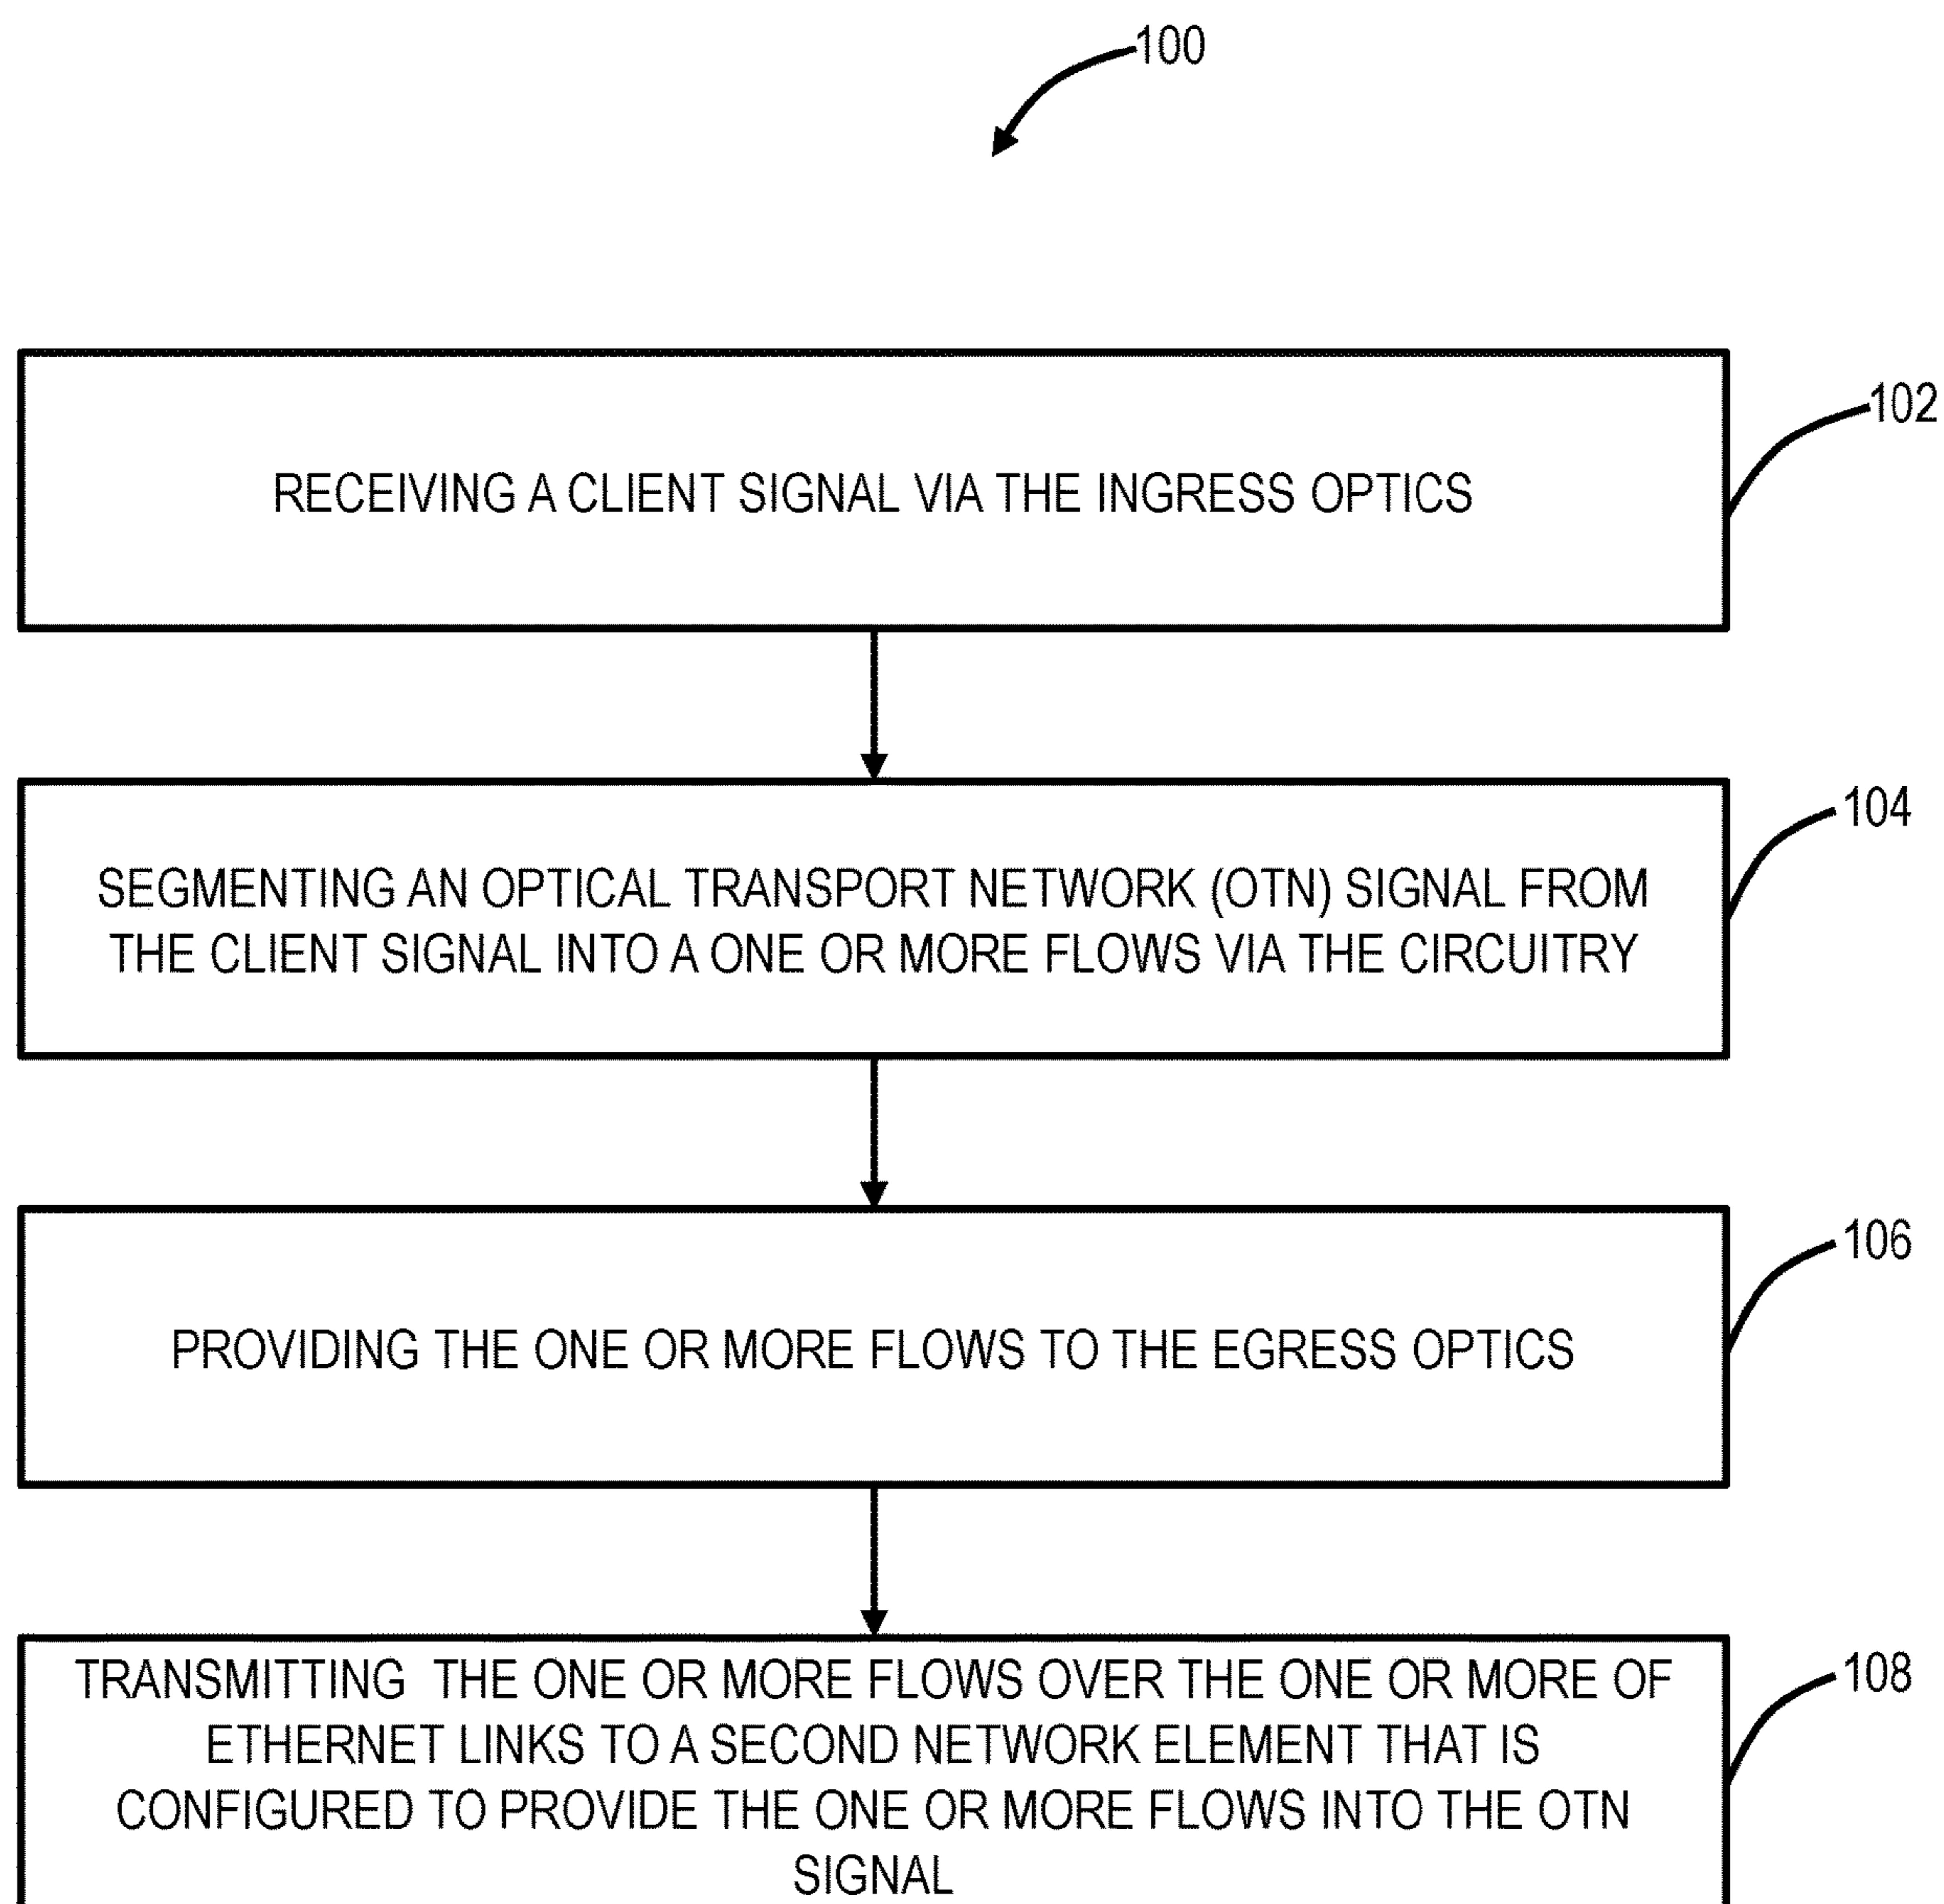 100
RECEIVING A CLIENT SIGNAL VIA THE INGRESS OPTICS
102
SEGMENTING AN OPTICAL TRANSPORT NETWORK (OTN) SIGNAL FROM
THE CLIENT SIGNAL INTO A ONE OR MORE FLOWS VIA THE CIRCUITRY
104
PROVIDING THE ONE OR MORE FLOWS TO THE EGRESS OPTICS
106
TRANSMITTING THE ONE OR MORE FLOWS OVER THE ONE OR MORE OF
ETHERNET LINKS TO A SECOND NETWORK ELEMENT THAT IS
CONFIGURED TO PROVIDE THE ONE OR MORE FLOWS INTO THE OTN
SIGNAL
108